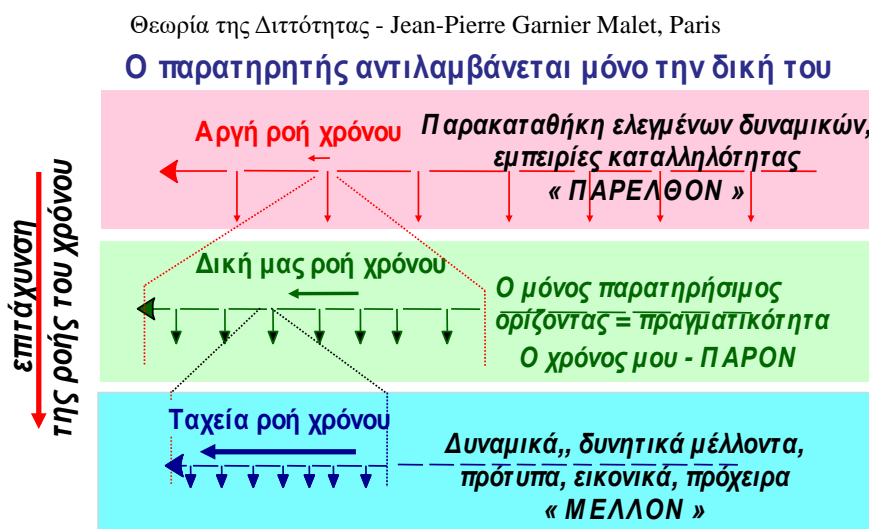 Θεωρία της Διττότητας - Jean-Pierre Garnier Malet, Paris
Ο παρατηρητής αντιλαμβάνεται μόνο την δική του
Αργή ροή χρόνου
Παρακαταθήκη ελεγμένων δυναμικών,
εμπειρίες καταλληλότητας
« ΠΑΡΕΛΘΟΝ »
επιτάχυνση
της ροής του χρόνου
Δική μας ροή χρόνου
Ο μόνος παρατηρήσιμος
ορίζοντας = πραγματικότητα
Ο χρόνος μου - ΠΑΡΟΝ
Ταχεία ροή χρόνου
Δυναμικά,, δυνητικά μέλλοντα,
πρότυπα, εικονικά, πρόχειρα
« ΜΕΛΛΟΝ »